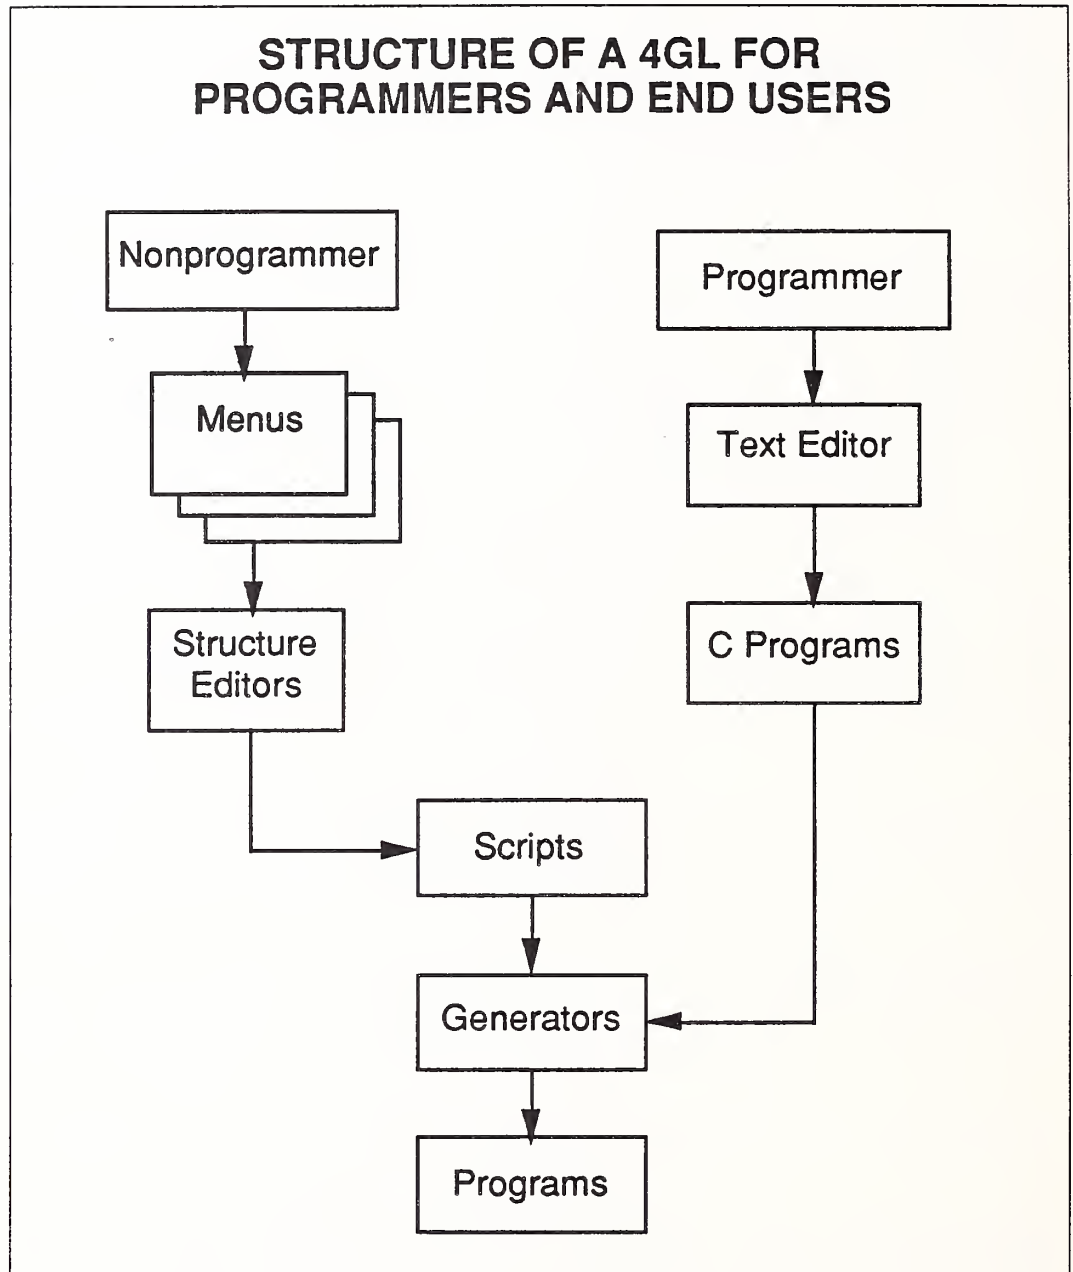 STRUCTURE OF A 4GL FOR
PROGRAMMERS AND END USERS
Nonprogrammer
Programmer
Menus
Text Editor
Structure
Editors
C Programs
Scripts
Generators
Programs